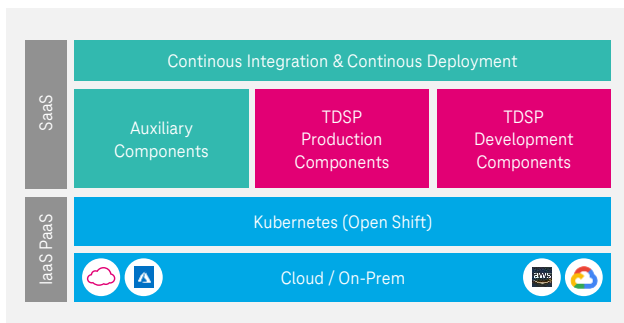 SaaS
Continous Integration & Continous Deployment
Auxiliary
Components
TDSP
Production
Components
TDSP
Development
Components
IaaS PaaS
Kubernetes (Open Shift)
Cloud / On-Prem
aws